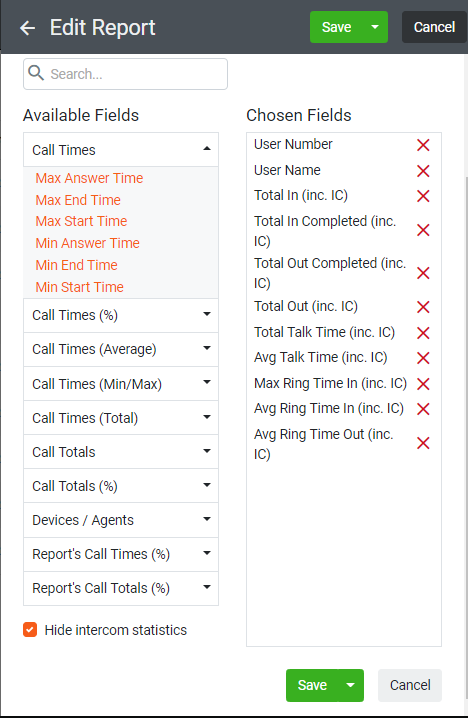 Edit Report
Save
Cancel
Search...
Available Fields
Call Times
Max Answer Time
Max End Time
Max Start Time
Min Answer Time
Min End Time
Min Start Time
Call Times (%)
Call Times (Average)
Call Times (Min/Max)
Call Times (Total)
Call Totals
Call Totals (%)
Devices / Agents
Report's Call Times (%)
Report's Call Totals (%)
Hide intercom statistics
Chosen Fields
User Number
User Name
Total In (inc. IC)
Total In Completed (inc.
IC)
Total Out Completed (inc.
IC)
Total Out (inc. IC)
Total Talk Time (inc. IC)
Avg Talk Time (inc. IC)
Max Ring Time In (inc. IC)
Avg Ring Time In (inc. IC)
Avg Ring Time Out (inc.
IC)
Save
Cancel